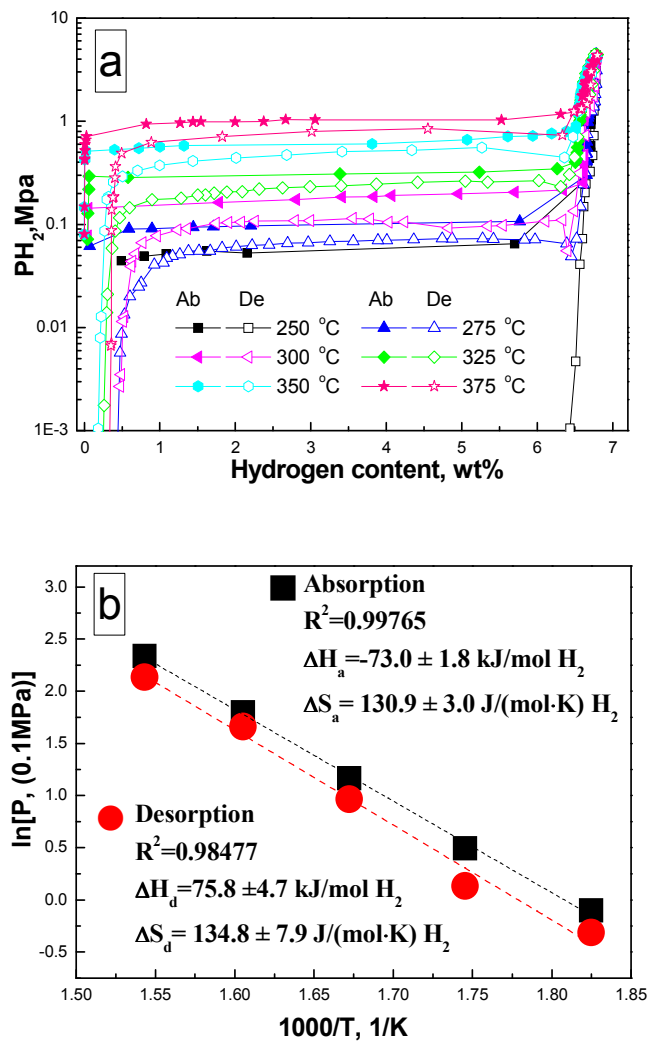 a
10
1
0.1
0.01
1E-3
PH2,Mpa
Ab De Ab De
250 °C 275 °C
300 °C 325 °C
350 °C 375 °C
0 1 2 3 4 5 6 7
Hydrogen content, wt%
b
3.0
2.5
2.0
1.5
1.0
0.5
0.0
-0.5
ln[P, (0.1MPa)]
Absorption
R²=0.99765
ΔHa=-73.0 ± 1.8 kJ/mol H2
ΔSa= 130.9 ± 3.0 J/(mol·K) H2
Desorption
R²=0.98477
ΔHd=75.8 ±4.7 kJ/mol H2
ΔSd= 134.8 ± 7.9 J/(mol·K) H2
1.50 1.55 1.60 1.65 1.70 1.75 1.80 1.85
1000/T, 1/K